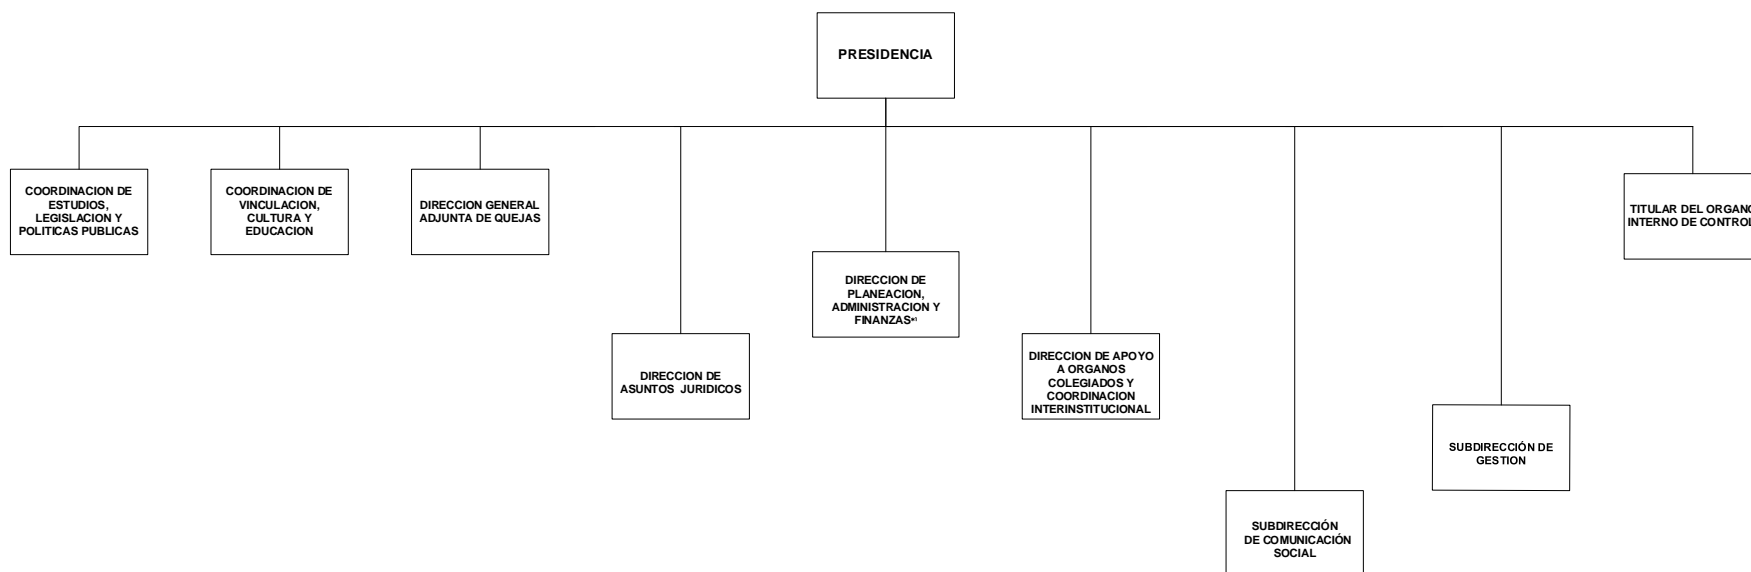 PRESIDENCIA
COORDINACION DE
ESTUDIOS,
LEGISLACION Y
POLITICAS PUBLICAS
COORDINACION DE
VINCULACION,
CULTURA Y
EDUCACION
DIRECCION GENERAL
ADJUNTA DE QUEJAS
TITULAR DEL ORGANO
INTERNO DE CONTROL
DIRECCION DE
PLANEACION,
ADMINISTRACION Y
FINANZAS*¹
DIRECCION DE
ASUNTOS JURIDICOS
DIRECCION DE APOYO
A ORGANOS
COLEGIADOS Y
COORDINACION
INTERINSTITUCIONAL
SUBDIRECCIÓN DE
GESTION
SUBDIRECCIÓN
DE COMUNICACIÓN
SOCIAL